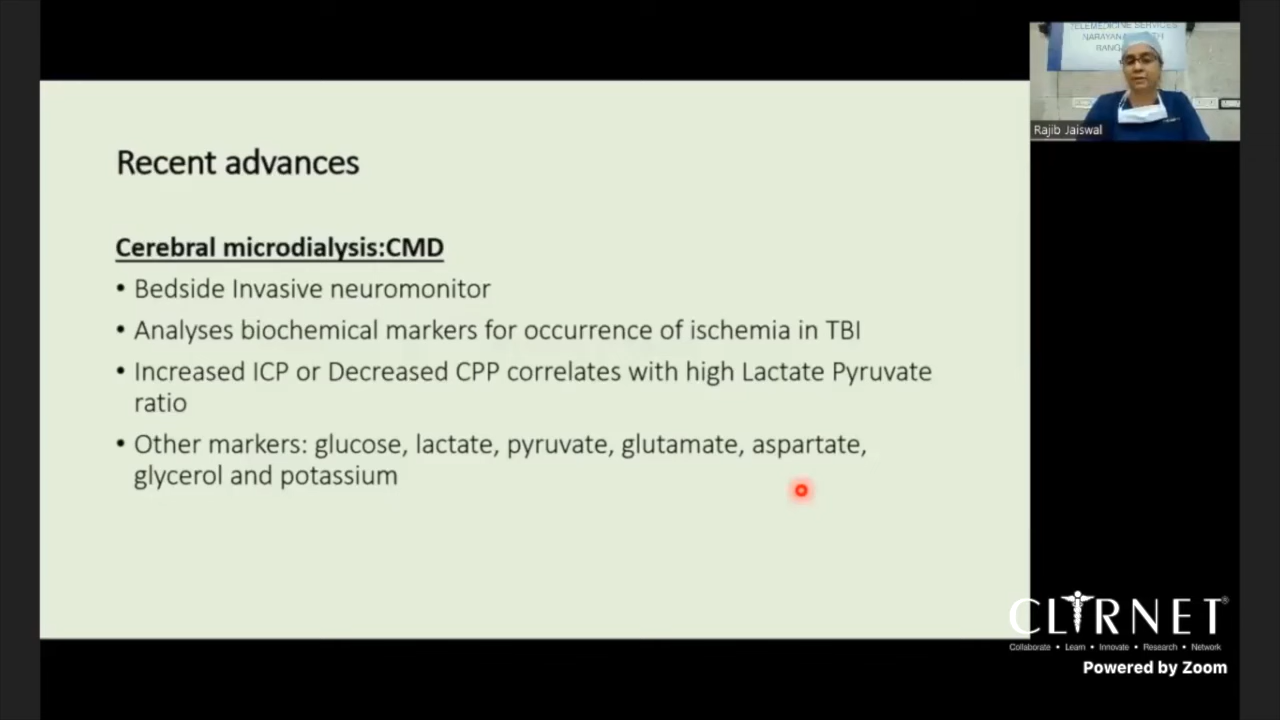 TELEMEDICINE SERVICES
Rajib Jaiswal
Recent advances
Cerebral microdialysis:CMD
• Bedside Invasive neuromonitor
• Analyses biochemical markers for occurrence of ischemia in TBI
• Increased ICP or Decreased CPP correlates with high Lactate Pyruvate
ratio
• Other markers: glucose, lactate, pyruvate, glutamate, aspartate,
glycerol and potassium
CLIRNET®
Collaborate • Learn • Innovate • Research • Network
Powered by Zoom